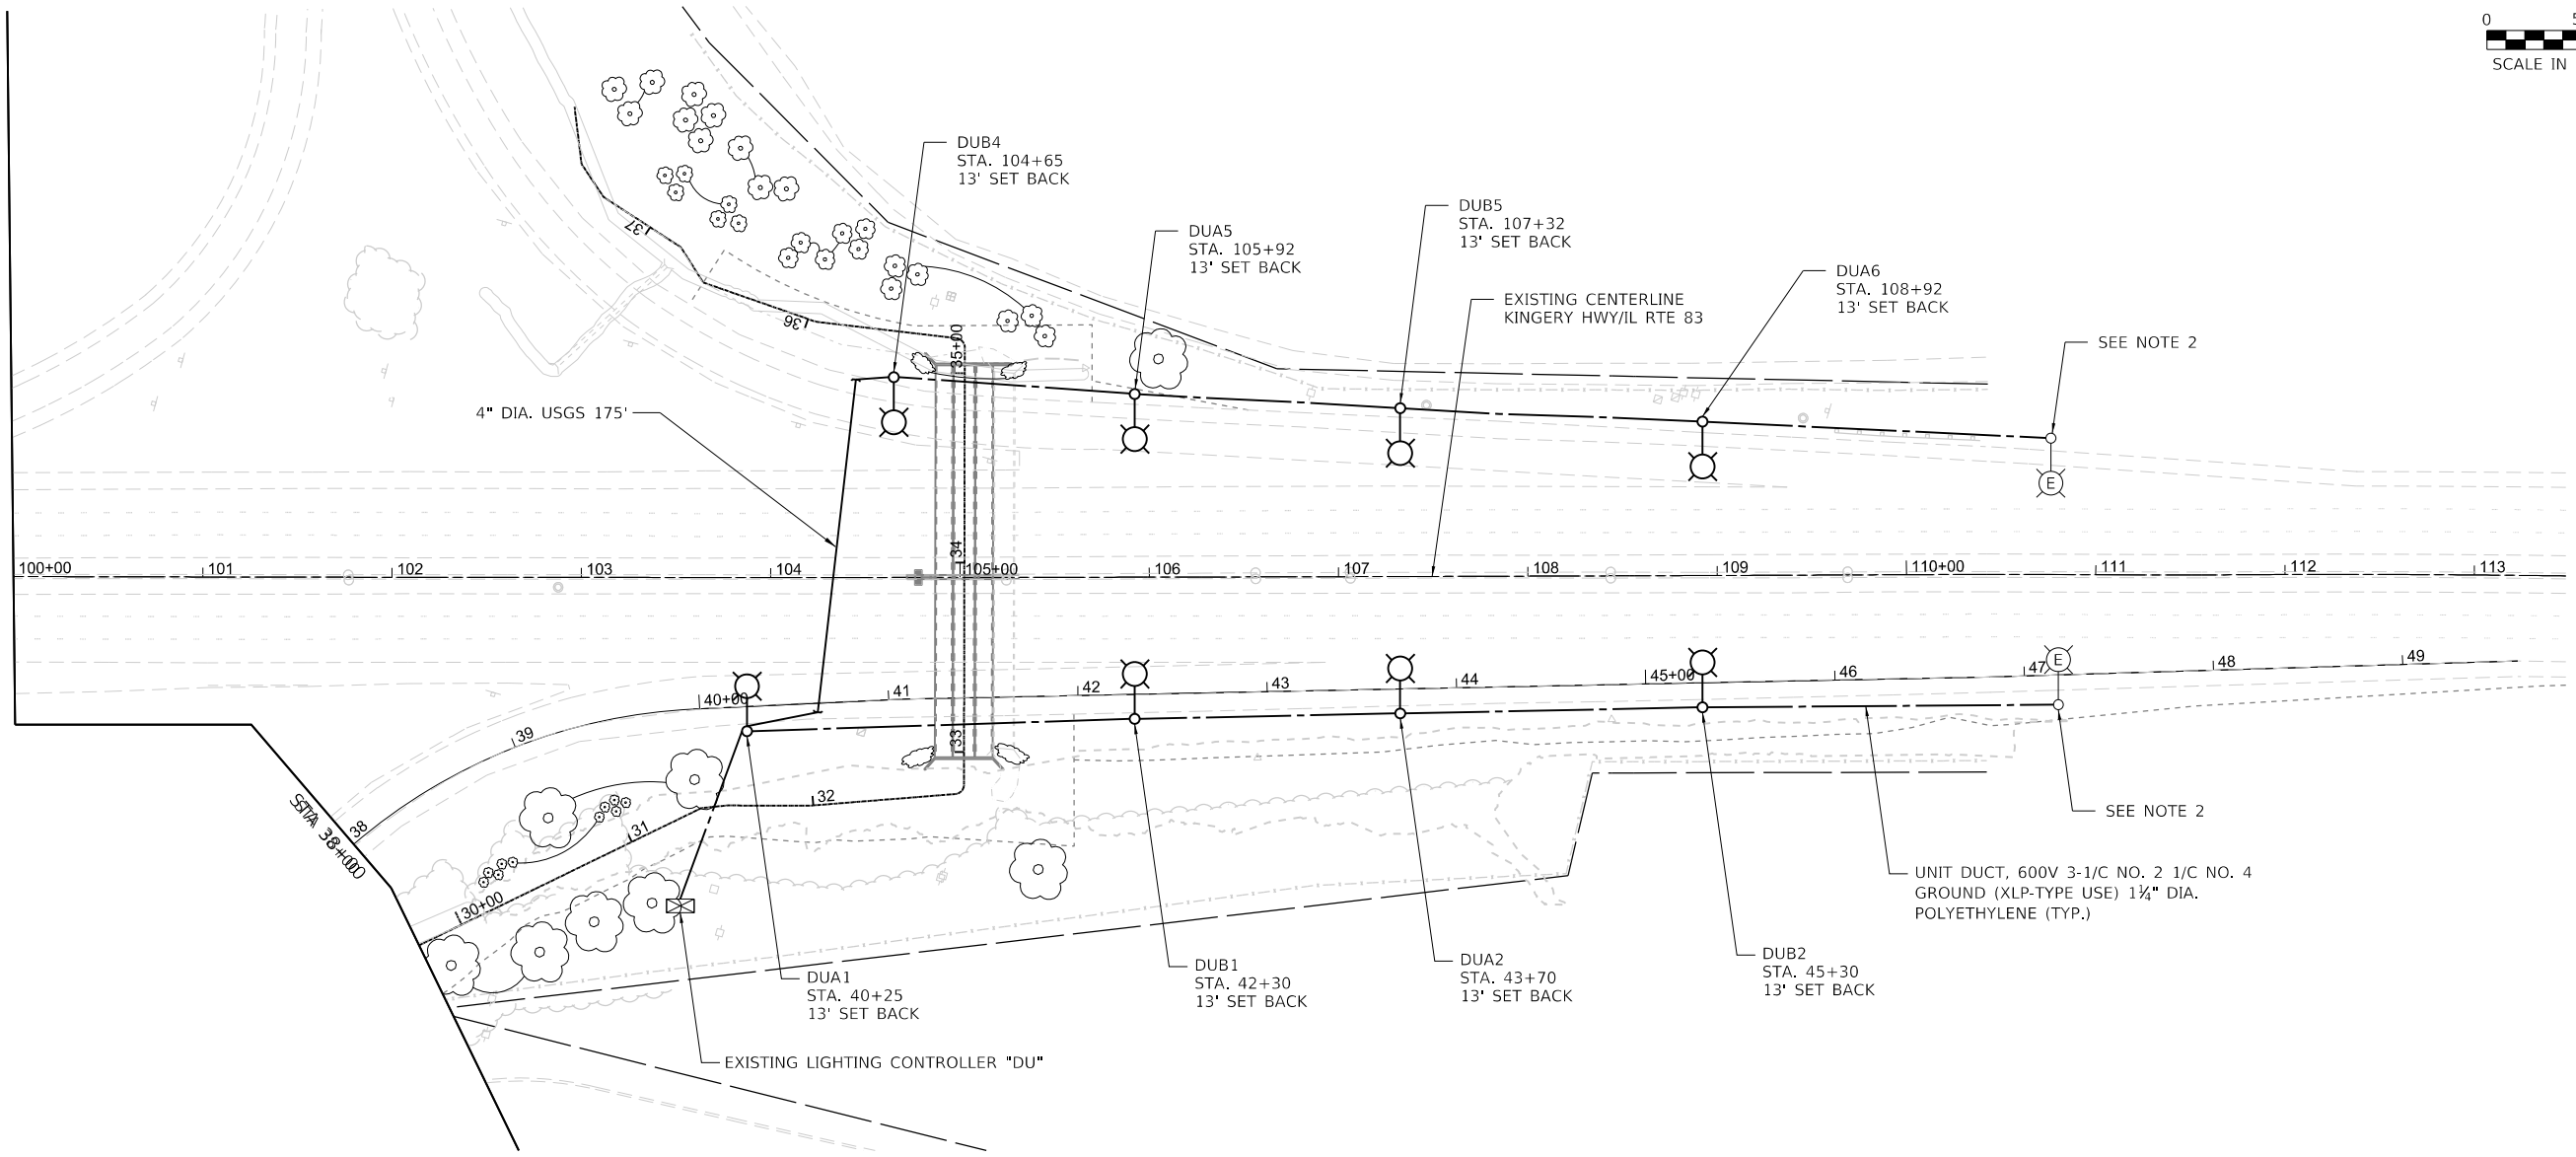 0 5
SCALE IN
DUB4
STA. 104+65
13' SET BACK
DUA5
STA. 105+92
13' SET BACK
DUB5
STA. 107+32
13' SET BACK
DUA6
STA. 108+92
13' SET BACK
EXISTING CENTERLINE
KINGERY HWY/IL RTE 83
SEE NOTE 2
4" DIA. USGS 175'
E
137
136
135+00
134
133
132
131
130+00
100+00 101 102 103 104 105+00 106 107 108 109 110+00 111 112 113
38 39 40+00 41 42 43 44 45+00 46 47 48 49
E
STA 38+00
SEE NOTE 2
UNIT DUCT, 600V 3-1/C NO. 2 1/C NO. 4
GROUND (XLP-TYPE USE) 1¼" DIA.
POLYETHYLENE (TYP.)
DUA1
STA. 40+25
13' SET BACK
DUB1
STA. 42+30
13' SET BACK
DUA2
STA. 43+70
13' SET BACK
DUB2
STA. 45+30
13' SET BACK
EXISTING LIGHTING CONTROLLER "DU"